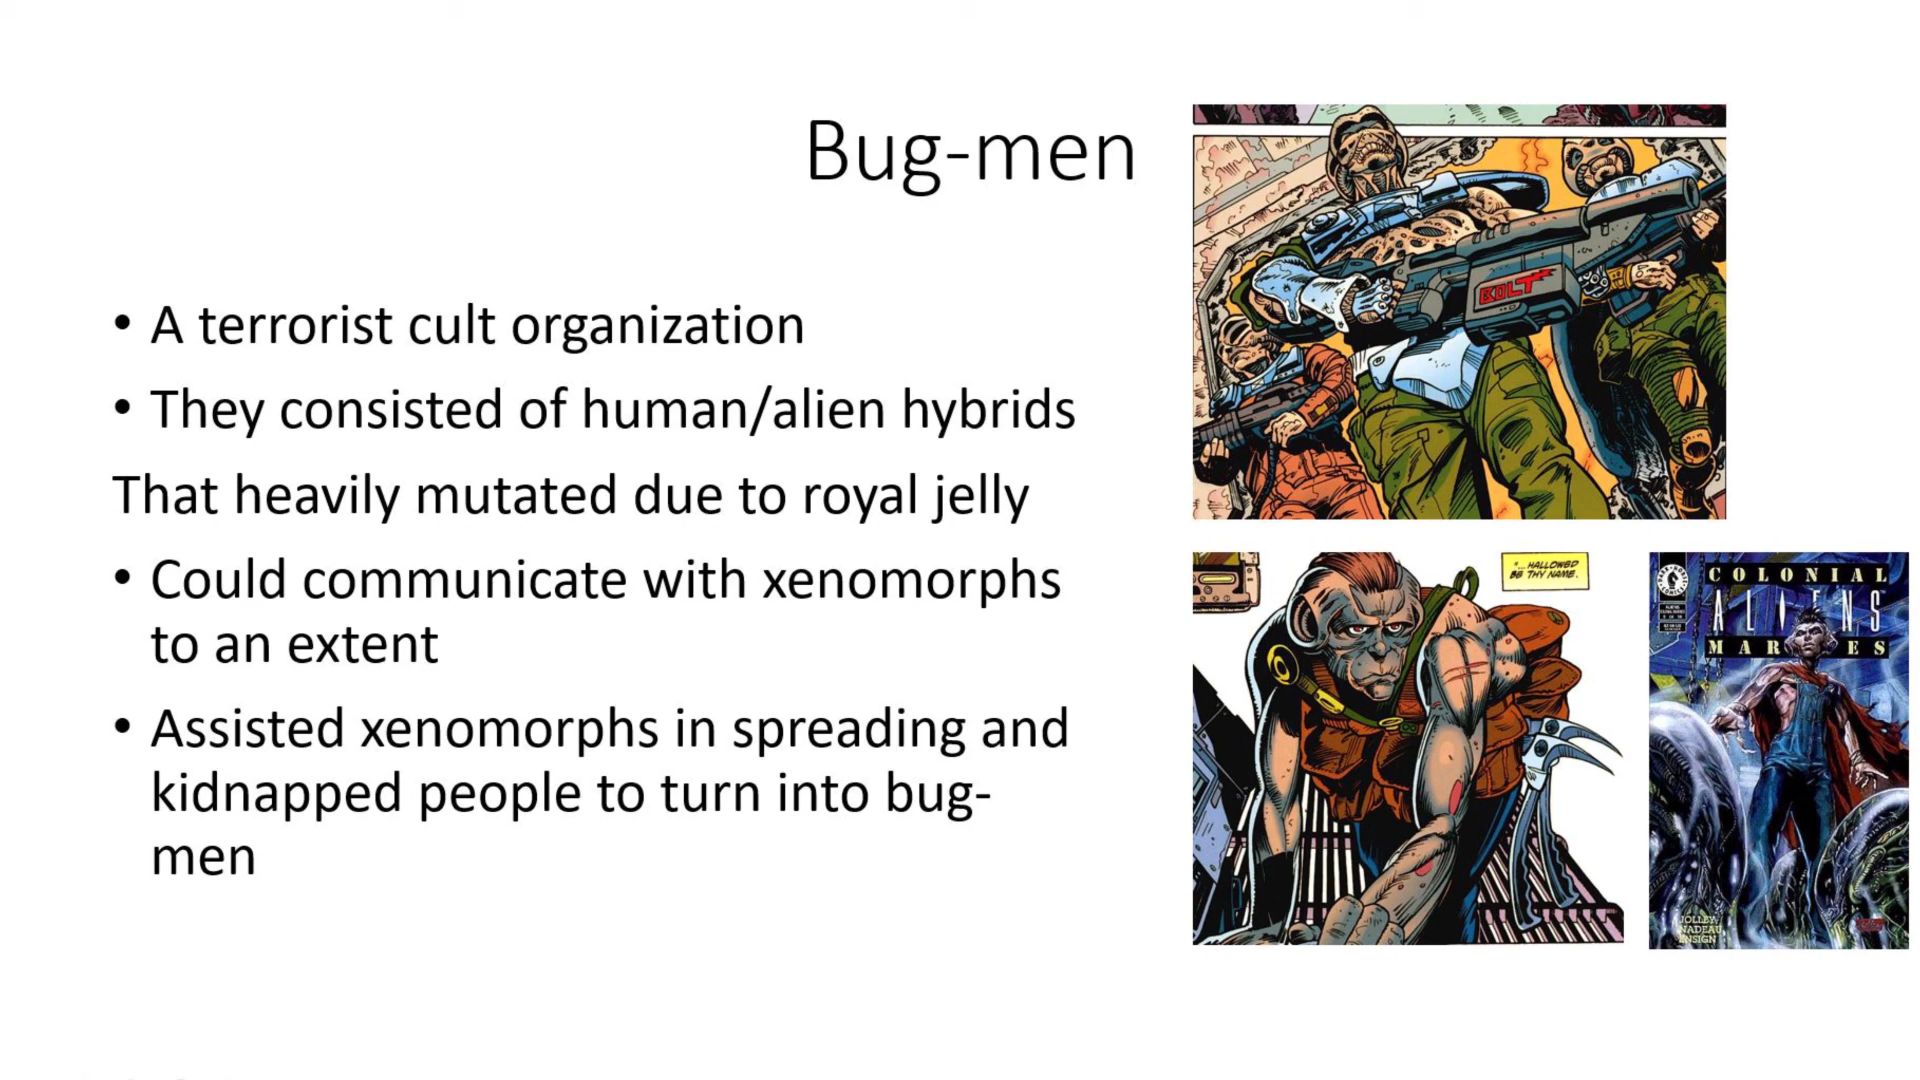 Bug-men
• A terrorist cult organization
• They consisted of human/alien hybrids
That heavily mutated due to royal jelly
• Could communicate with xenomorphs
to an extent
• Assisted xenomorphs in spreading and
kidnapped people to turn into bug-
men
BOLT
"...HALLOWED
BE THY NAME.
COLONIAL
ALIENS
MARINES
JOLLEY
NADEAU
ENSIGN